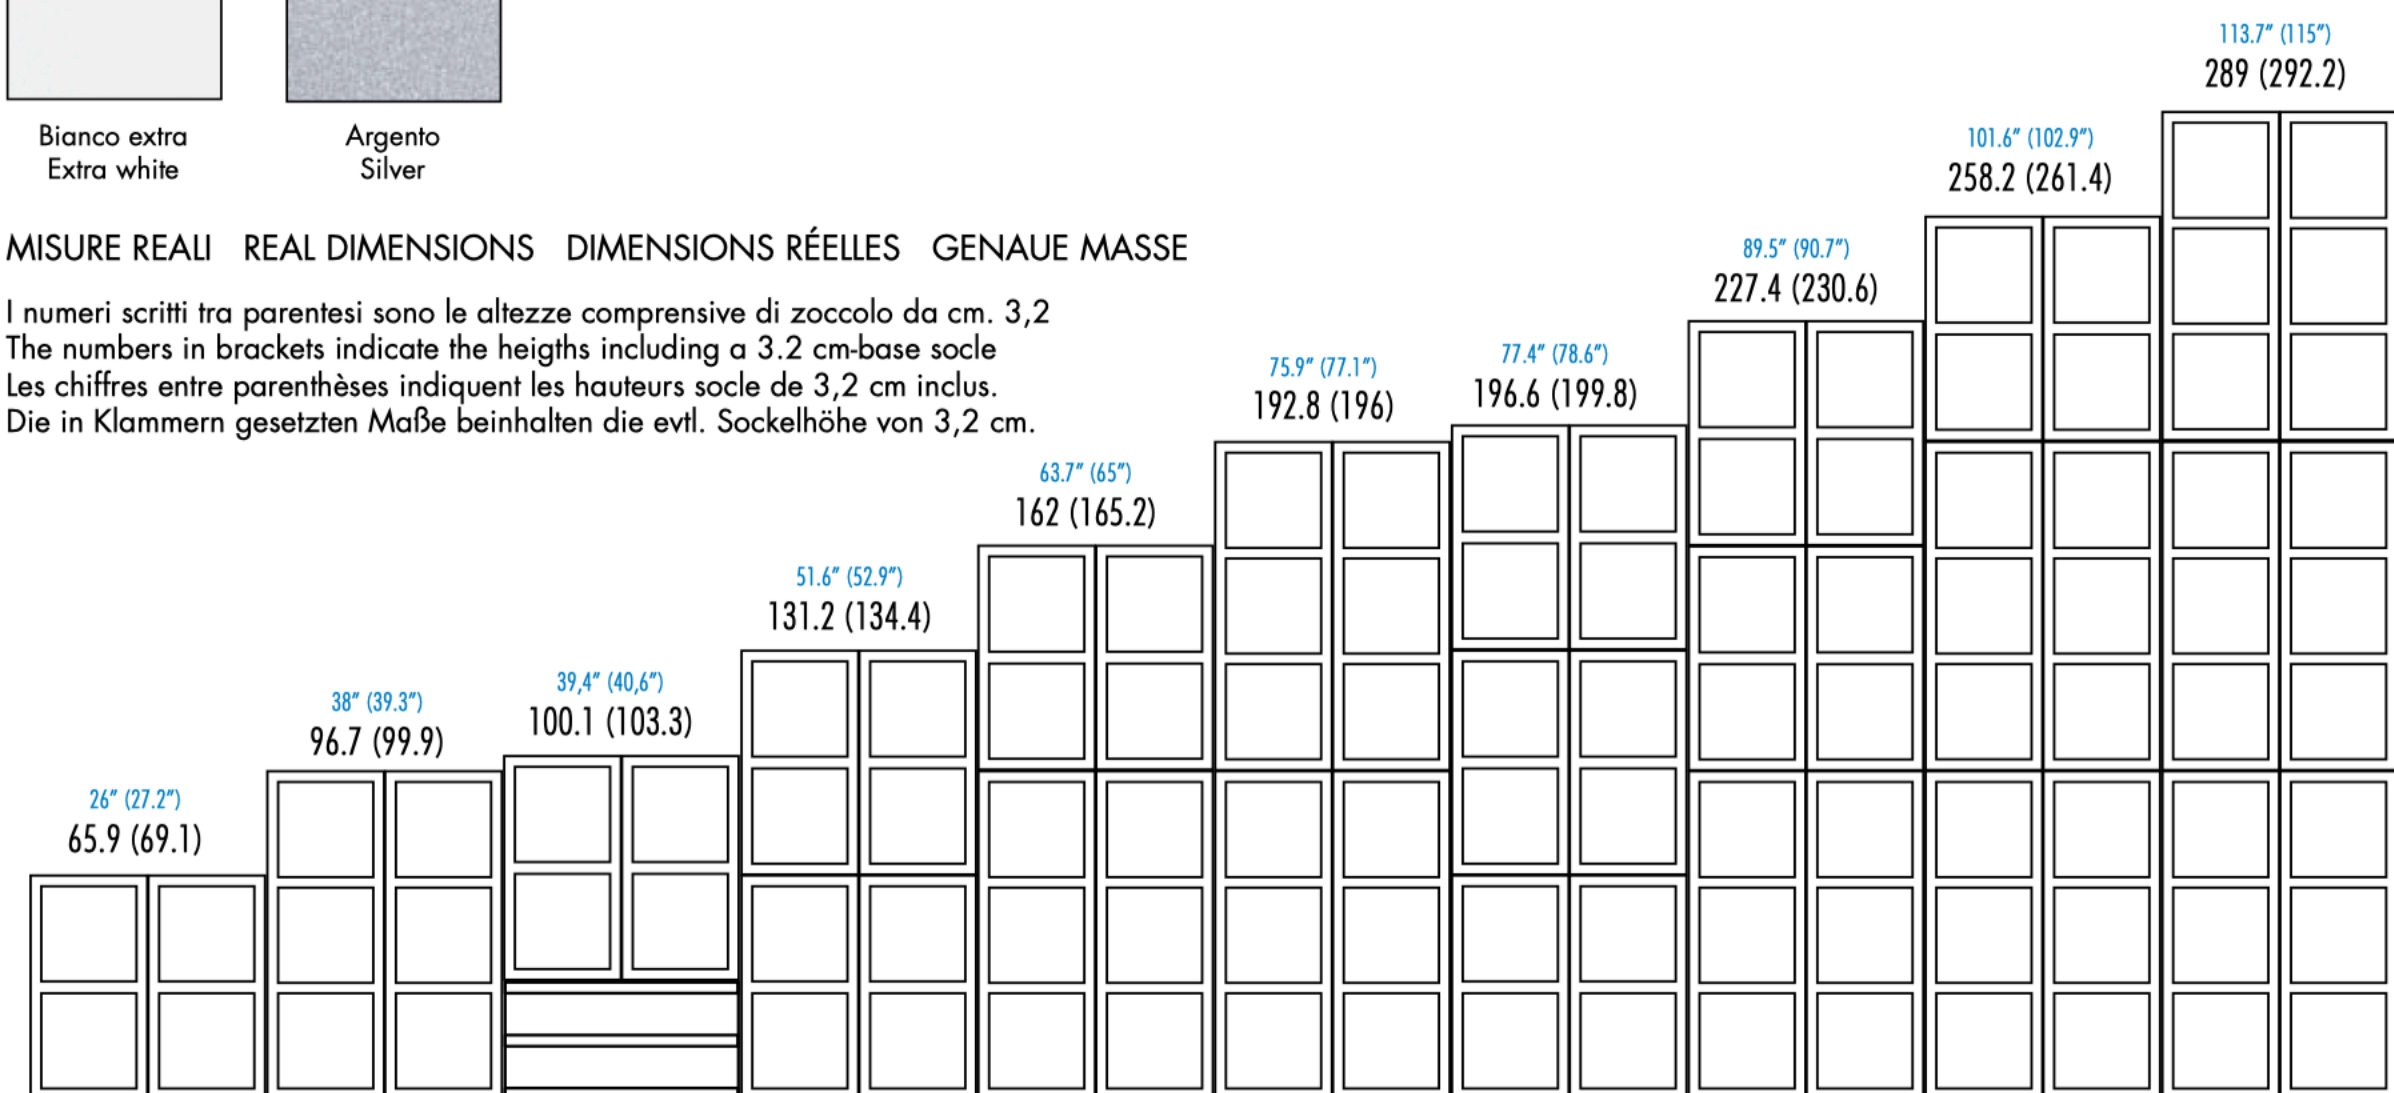 Bianco extra
Extra white
Argento
Silver
MISURE REALI REAL DIMENSIONS DIMENSIONS RÉELLES GENAUE MASSE
I numeri scritti tra parentesi sono le altezze comprensive di zoccolo da cm. 3,2
The numbers in brackets indicate the heigths including a 3.2 cm-base socle
Les chiffres entre parenthèses indiquent les hauteurs socle de 3,2 cm inclus.
Die in Klammern gesetzten Maße beinhalten die evtl. Sockelhöhe von 3,2 cm.
26″ (27.2″)
65.9 (69.1)
38″ (39.3″)
96.7 (99.9)
39,4″ (40,6″)
100.1 (103.3)
51.6″ (52.9″)
131.2 (134.4)
63.7″ (65″)
162 (165.2)
75.9″ (77.1″)
192.8 (196)
77.4″ (78.6″)
196.6 (199.8)
89.5″ (90.7″)
227.4 (230.6)
101.6″ (102.9″)
258.2 (261.4)
113.7″ (115″)
289 (292.2)